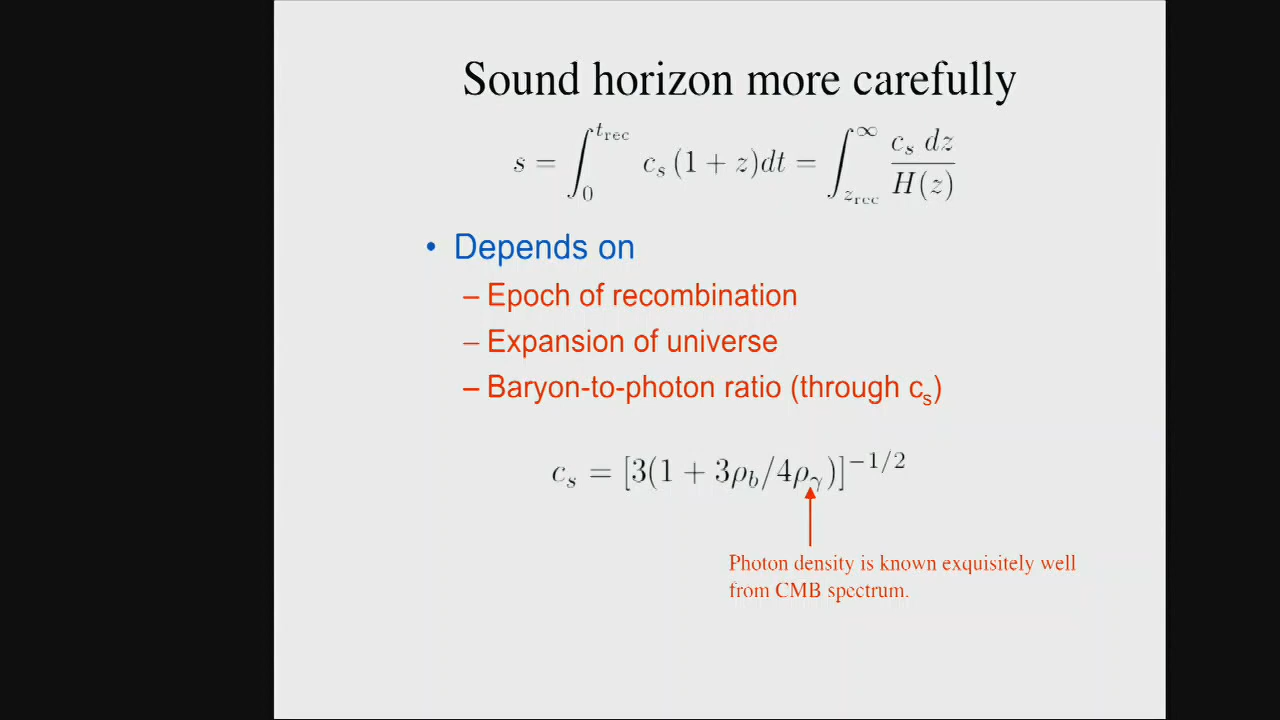 Sound horizon more carefully
s = ∫₀^{t_rec} c_s (1 + z)dt = ∫_{z_rec}^∞ c_s dz / H(z)
• Depends on
– Epoch of recombination
– Expansion of universe
– Baryon-to-photon ratio (through c_s)
c_s = [3(1 + 3ρ_b/4ρ_γ)]^{−1/2}
Photon density is known exquisitely well
from CMB spectrum.